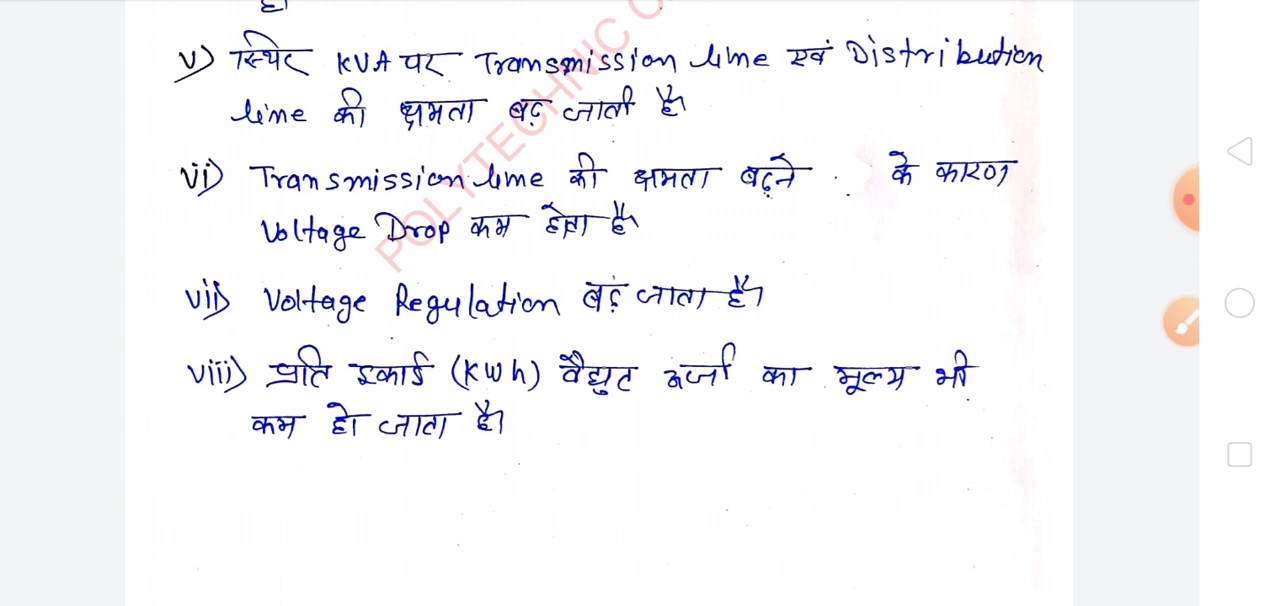 है।
v) स्थिर KVA पर Transmission line एवं Distribution
line की क्षमता बढ़ जाती है।
vi) Transmission line की क्षमता बढ़ने के कारण
Voltage Drop कम होता है।
vii) Voltage Regulation बढ़ जाता है।
viii) प्रति इकाई (KWh) वैद्युत ऊर्जा का मूल्य भी
कम हो जाता है।
POLYTECHNIC